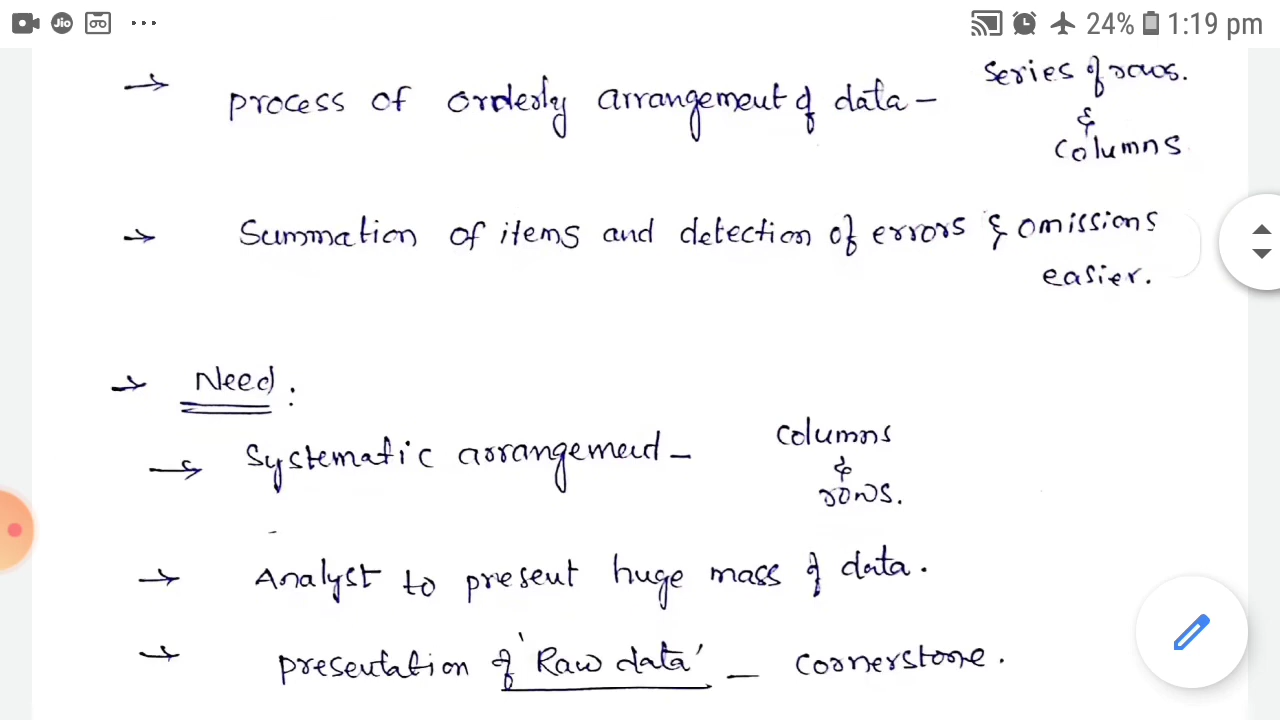 Jio ... 24% 1:19 pm
→ process of orderly arrangement of data – series of rows.
&
columns
→ Summation of items and detection of errors & omissions
easier.
→ Need :
→ Systematic arrangement – columns
&
rows.
→ Analyst to present huge mass of data.
→ presentation of 'Raw data' – cornerstone.